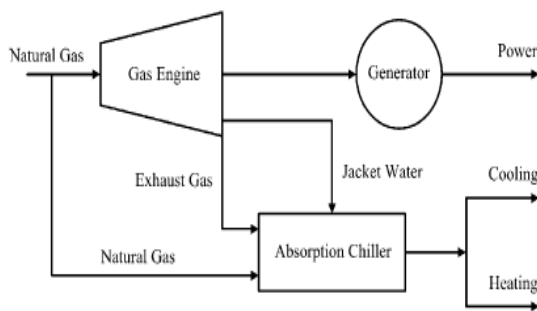 Natural Gas
Gas Engine
Generator
Power
Exhaust Gas
Jacket Water
Cooling
Natural Gas
Absorption Chiller
Heating